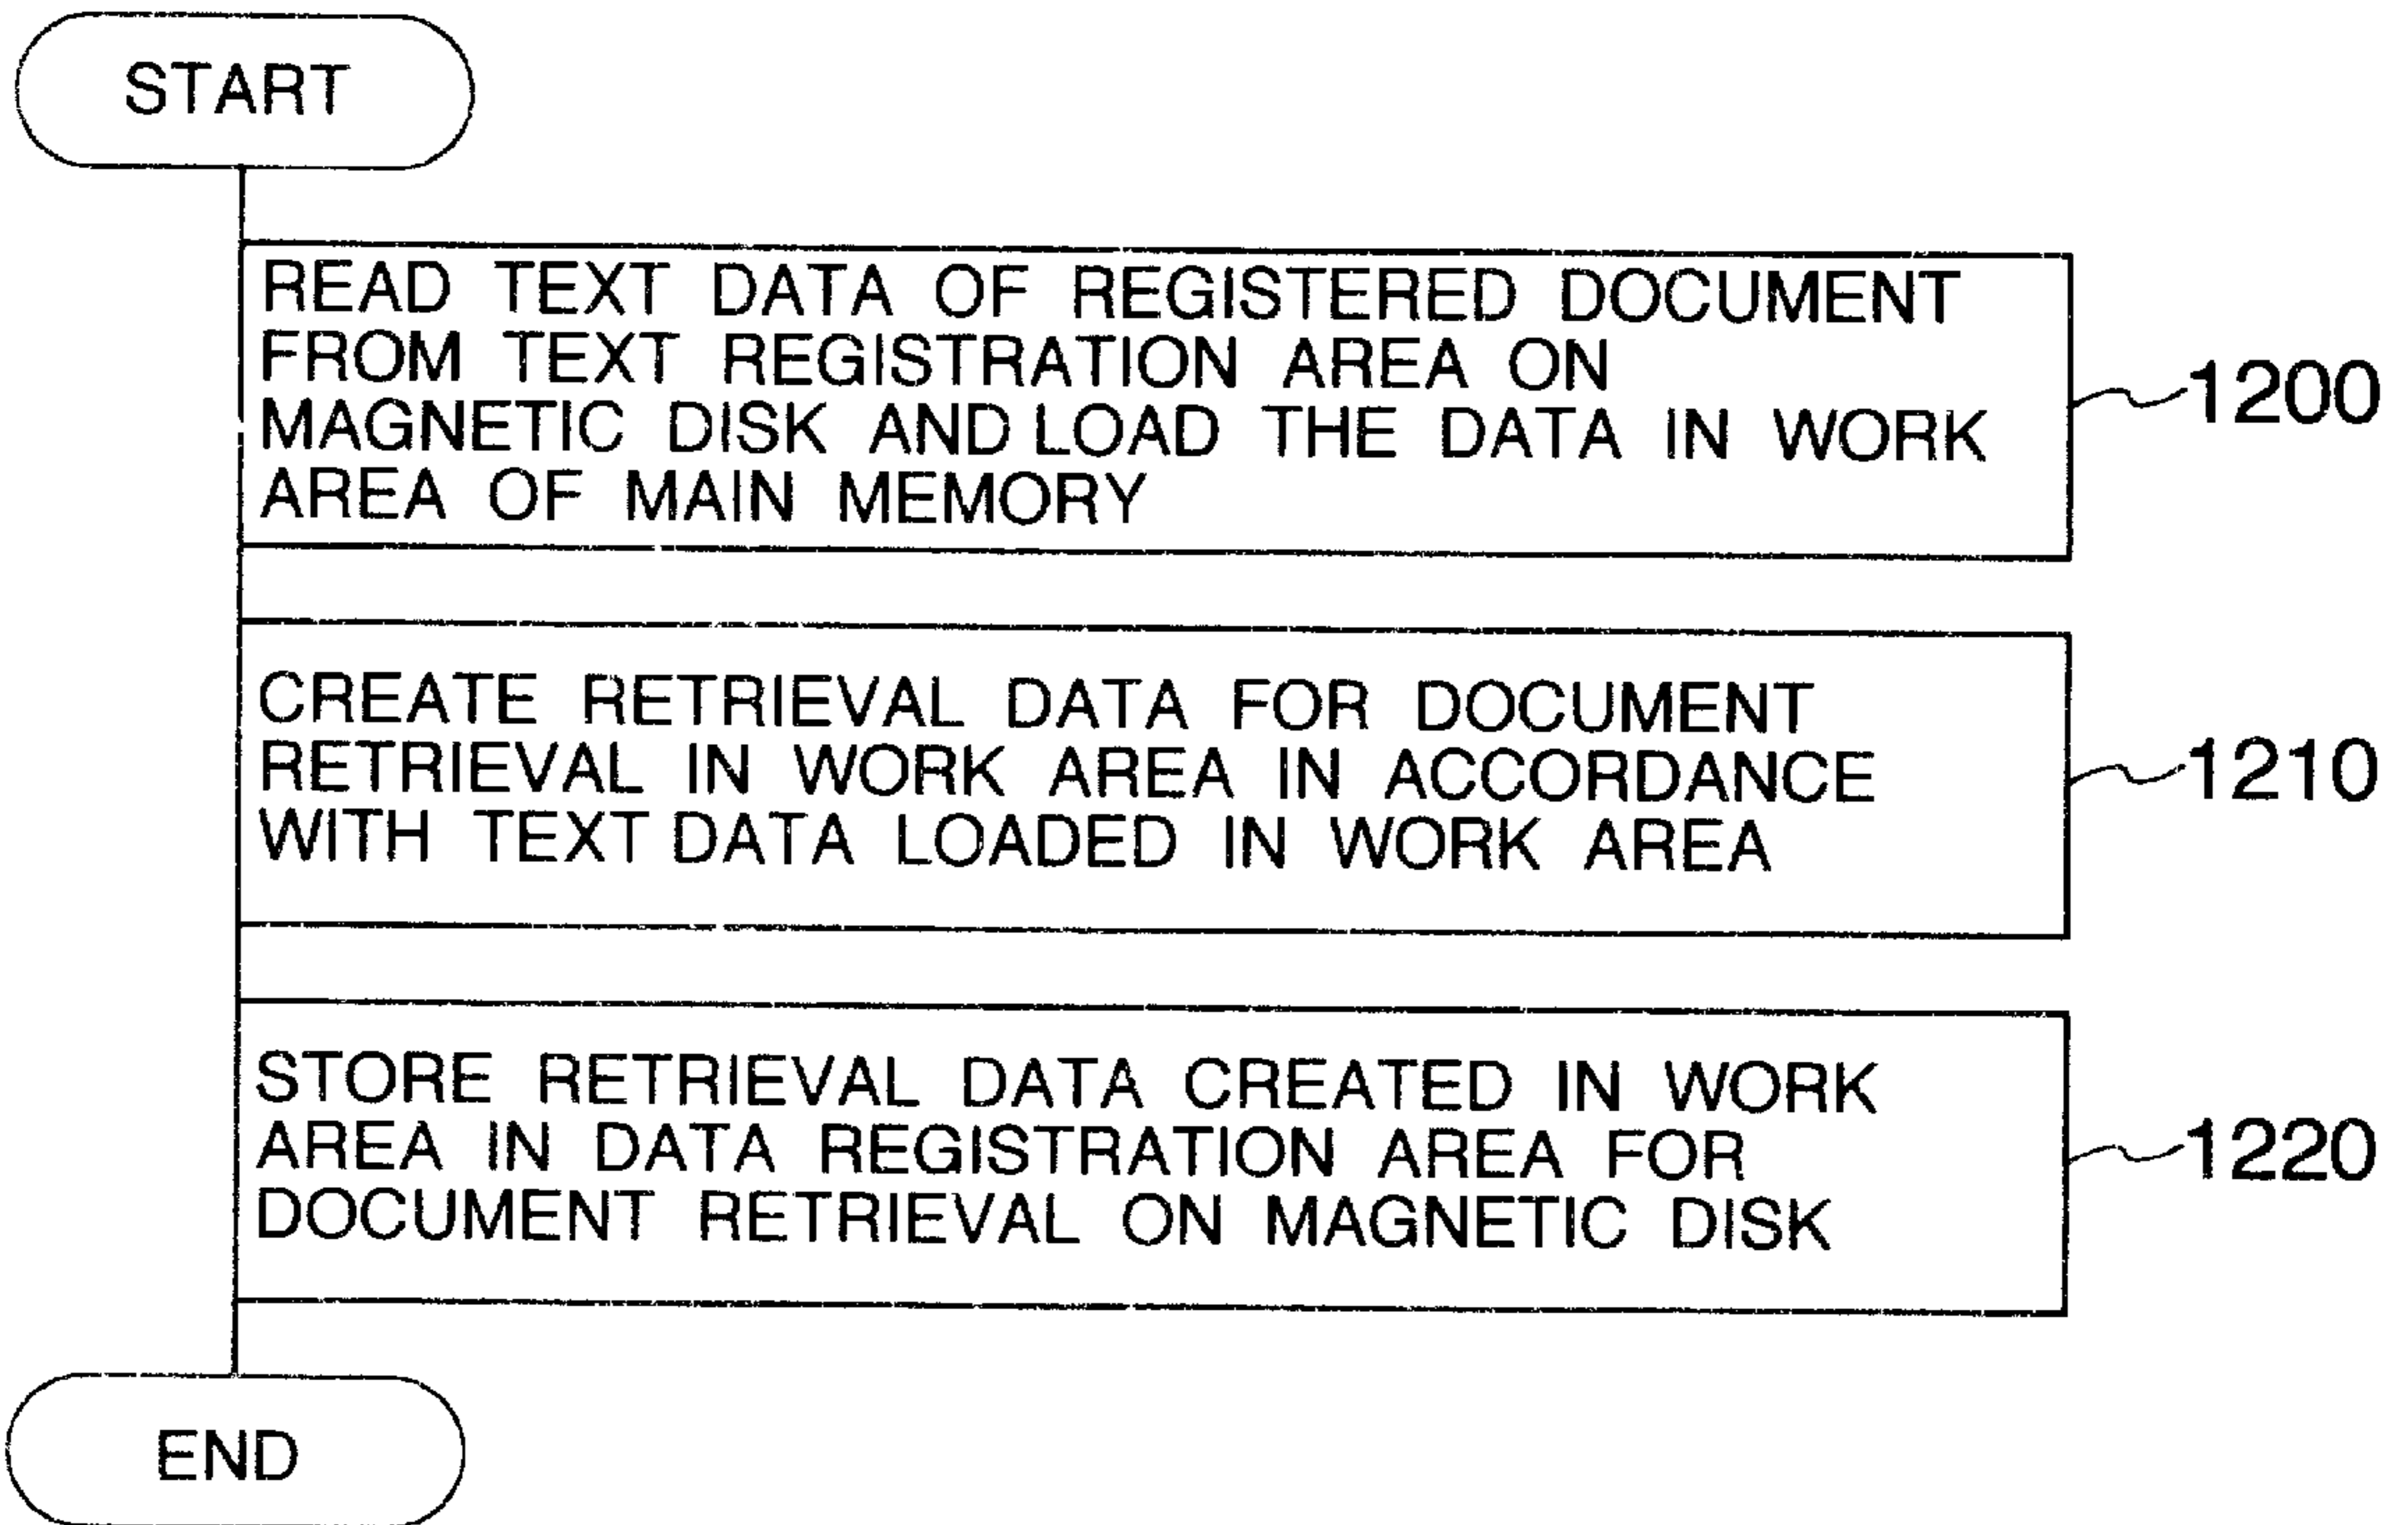 START
READ TEXT DATA OF REGISTERED DOCUMENT
FROM TEXT REGISTRATION AREA ON
MAGNETIC DISK AND LOAD THE DATA IN WORK
AREA OF MAIN MEMORY
1200
CREATE RETRIEVAL DATA FOR DOCUMENT
RETRIEVAL IN WORK AREA IN ACCORDANCE
WITH TEXT DATA LOADED IN WORK AREA
1210
STORE RETRIEVAL DATA CREATED IN WORK
AREA IN DATA REGISTRATION AREA FOR
DOCUMENT RETRIEVAL ON MAGNETIC DISK
1220
END